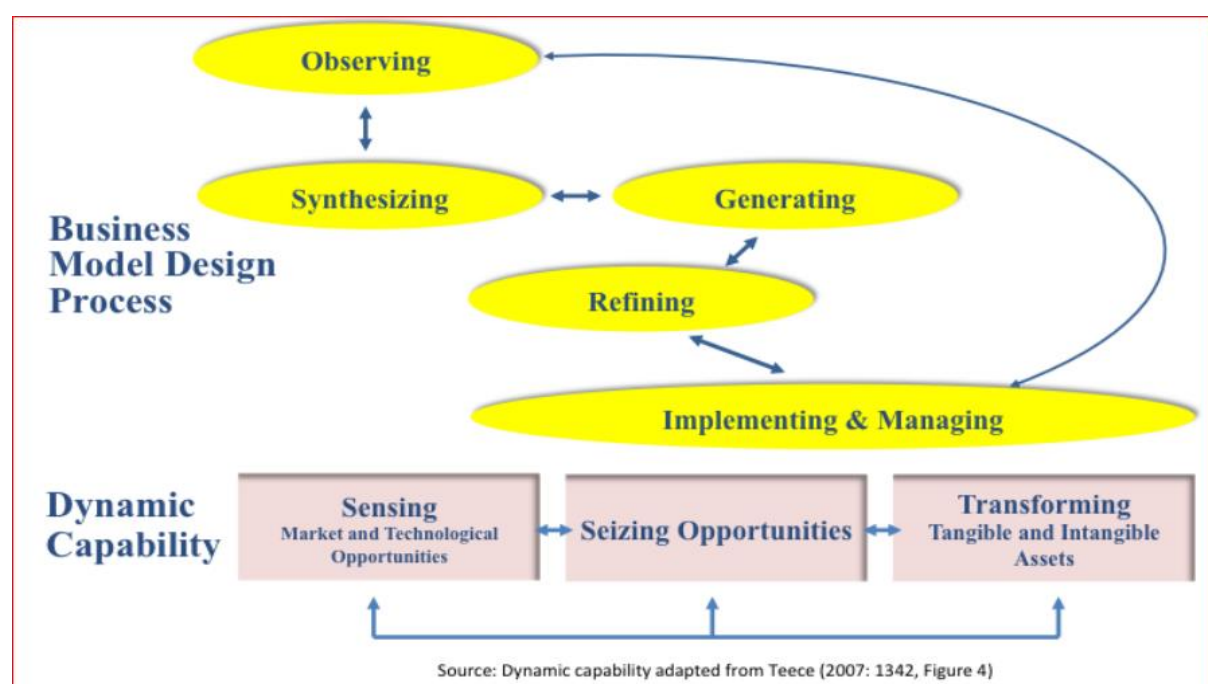 Observing
Synthesizing
Generating
Business
Model Design
Process
Refining
Implementing & Managing
Dynamic
Capability
Sensing
Market and Technological
Opportunities
Seizing Opportunities
Transforming
Tangible and Intangible
Assets
Source: Dynamic capability adapted from Teece (2007: 1342, Figure 4)